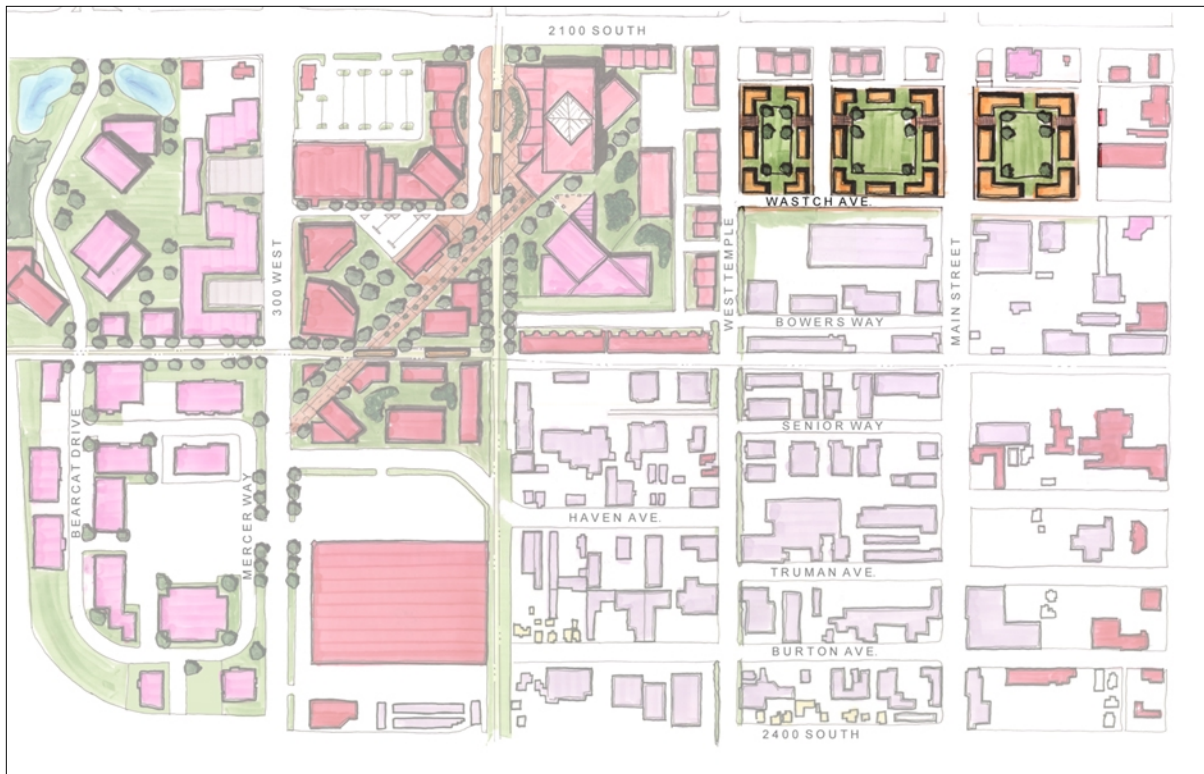 2100 SOUTH
WASTCH AVE.
300 WEST
WEST TEMPLE
MAIN STREET
BOWERS WAY
SENIOR WAY
BEARCAT DRIVE
MERCER WAY
HAVEN AVE.
TRUMAN AVE.
BURTON AVE.
2400 SOUTH